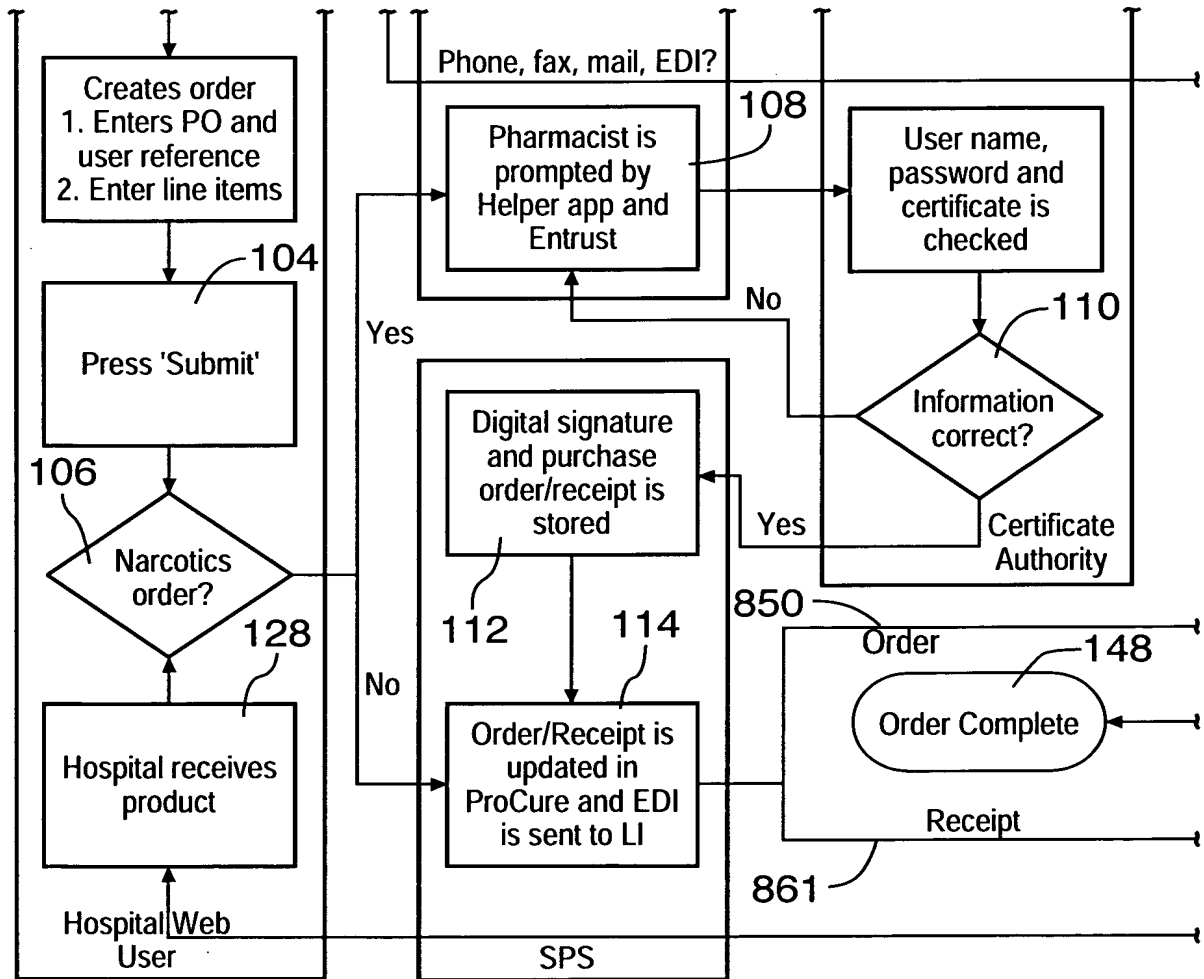 Phone, fax, mail, EDI?
Creates order
1. Enters PO and
user reference
2. Enter line items
108
Pharmacist is
prompted by
Helper app and
Entrust
User name,
password and
certificate is
checked
104
Press 'Submit'
Yes
No
110
Information
correct?
Digital signature
and purchase
order/receipt is
stored
Yes
Certificate
Authority
106
Narcotics
order?
112
114
850
Order
148
Order Complete
128
No
Hospital receives
product
Order/Receipt is
updated in
ProCure and EDI
is sent to LI
Receipt
861
Hospital Web
User
SPS